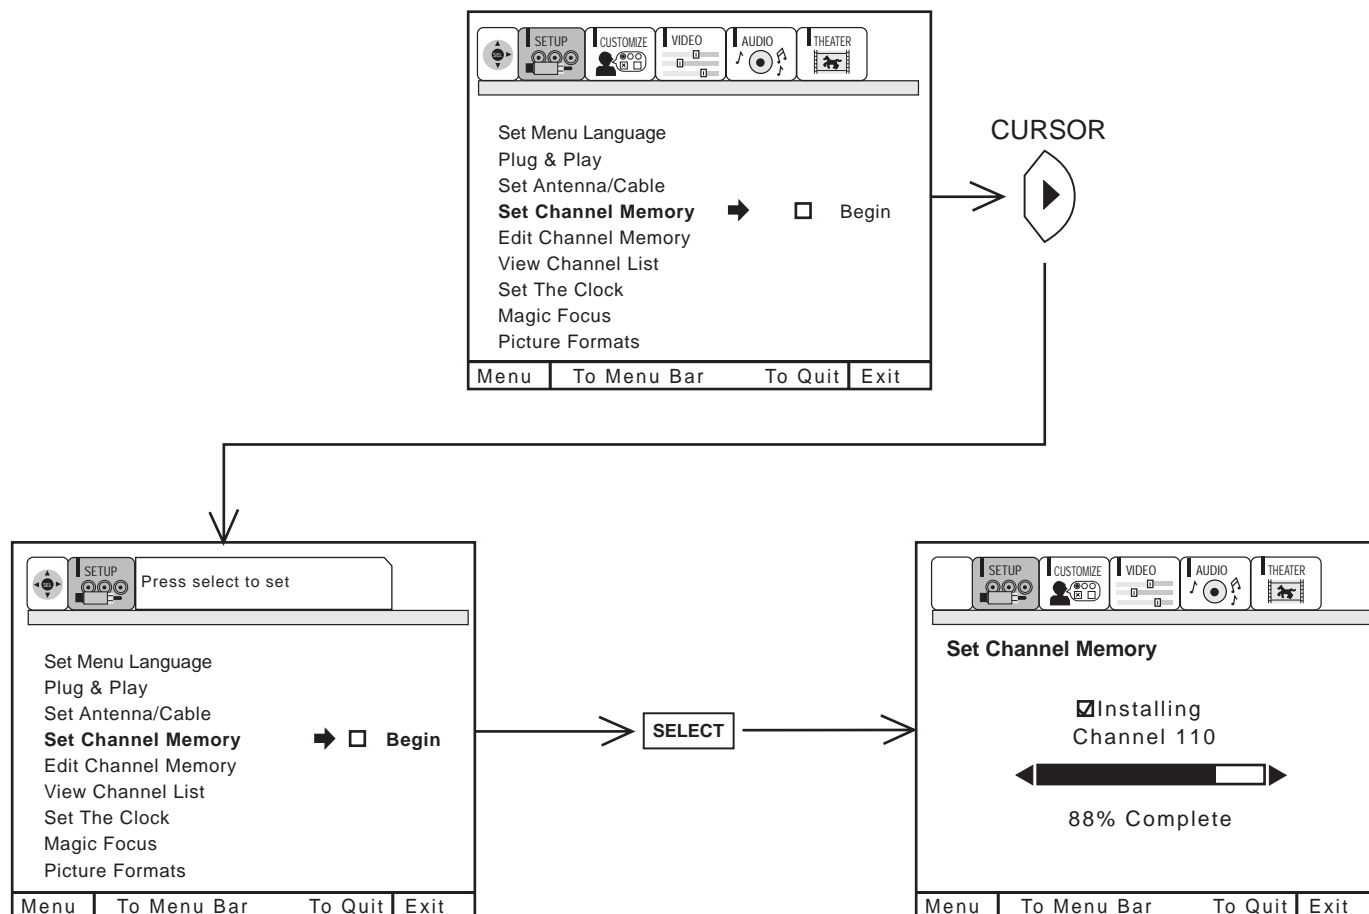 SEL
SETUP
CUSTOMIZE
VIDEO
AUDIO
THEATER
Set Menu Language
Plug & Play
Set Antenna/Cable
Set Channel Memory Begin
Edit Channel Memory
View Channel List
Set The Clock
Magic Focus
Picture Formats
Menu To Menu Bar To Quit Exit
CURSOR
SEL
SETUP
Press select to set
Set Menu Language
Plug & Play
Set Antenna/Cable
Set Channel Memory Begin
Edit Channel Memory
View Channel List
Set The Clock
Magic Focus
Picture Formats
Menu To Menu Bar To Quit Exit
SELECT
SETUP
CUSTOMIZE
VIDEO
AUDIO
THEATER
Set Channel Memory
Installing
Channel 110
88% Complete
Menu To Menu Bar To Quit Exit